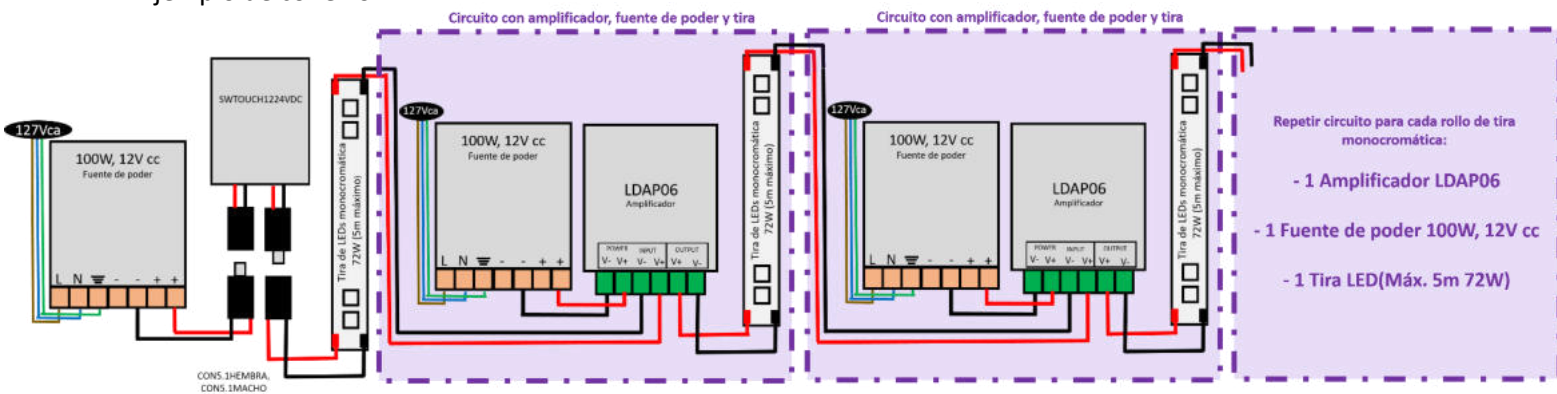 Circuito con amplificador, fuente de poder y tira
Circuito con amplificador, fuente de poder y tira
127Vca
100W, 12V cc
Fuente de poder
L N - - + +
SWTOUCH1224VDC
CON5.1HEMBRA,
CON5.1MACHO
Tira de LEDs monocromática
72W (5m máximo)
127Vca
100W, 12V cc
Fuente de poder
L N - - + +
LDAP06
Amplificador
POWER INPUT OUTPUT
V- V+ V- V+ V+ V-
Tira de LEDs monocromática
72W (5m máximo)
127Vca
100W, 12V cc
Fuente de poder
L N - - + +
LDAP06
Amplificador
POWER INPUT OUTPUT
V- V+ V- V+ V+ V-
Tira de LEDs monocromática
72W (5m máximo)
Repetir circuito para cada rollo de tira
monocromática:
- 1 Amplificador LDAP06
- 1 Fuente de poder 100W, 12V cc
- 1 Tira LED(Máx. 5m 72W)